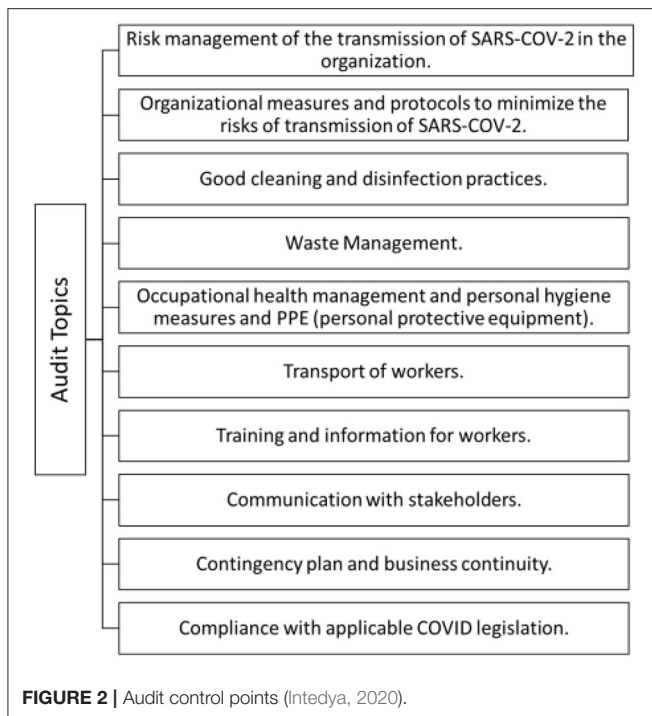 Audit Topics
Risk management of the transmission of SARS-COV-2 in the
organization.
Organizational measures and protocols to minimize the
risks of transmission of SARS-COV-2.
Good cleaning and disinfection practices.
Waste Management.
Occupational health management and personal hygiene
measures and PPE (personal protective equipment).
Transport of workers.
Training and information for workers.
Communication with stakeholders.
Contingency plan and business continuity.
Compliance with applicable COVID legislation.
FIGURE 2 | Audit control points (Intedya, 2020).